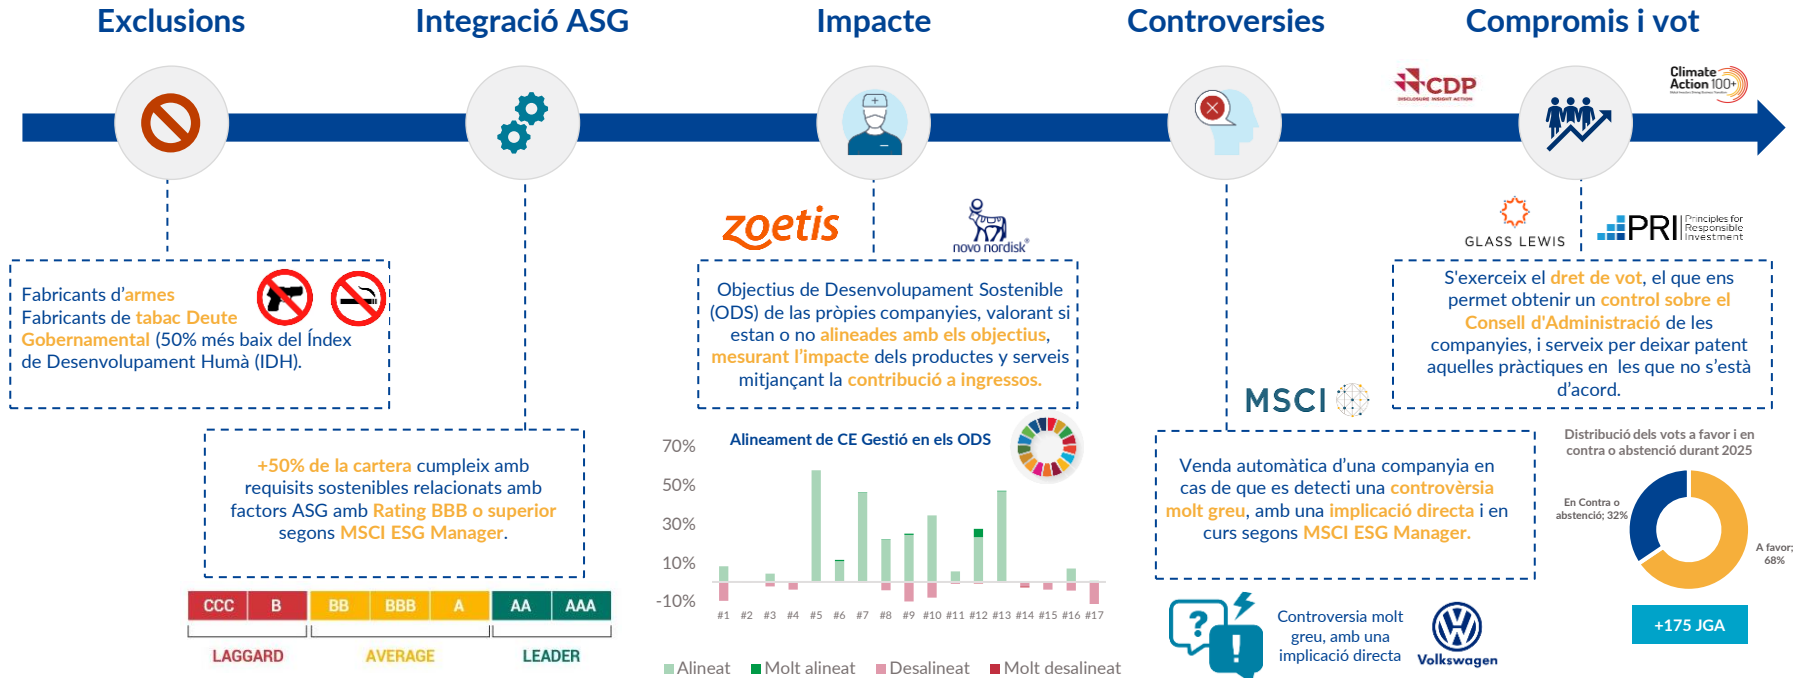 Exclusions
Integració ASG
Impacte
Controversies
Compromis i vot
CDP
DISCLOSURE INSIGHT ACTION
Climate
Action 100+
zoetis
novo nordisk®
GLASS LEWIS
PRI
Principles for
Responsible
Investment
Fabricants d’armes
Fabricants de tabac Deute
Gobernamental (50% més baix del Índex
de Desenvolupament Humà (IDH).
+50% de la cartera cumpleix amb
requisits sostenibles relacionats amb
factors ASG amb Rating BBB o superior
segons MSCI ESG Manager.
CCC B BB BBB A AA AAA
LAGGARD AVERAGE LEADER
Objectius de Desenvolupament Sostenible
(ODS) de las pròpies companyies, valorant si
estan o no alineades amb els objectius,
mesurant l’impacte dels productes y serveis
mitjançant la contribució a ingressos.
Alineament de CE Gestió en els ODS
70%
50%
30%
10%
-10%
#1 #2 #3 #4 #5 #6 #7 #8 #9 #10 #11 #12 #13 #14 #15 #16 #17
Alineat Molt alineat Desalineat Molt desalineat
MSCI
Venda automàtica d’una companyia en
cas de que es detecti una controvèrsia
molt greu, amb una implicació directa i en
curs segons MSCI ESG Manager.
Controversia molt
greu, amb una
implicació directa
Volkswagen
S'exerceix el dret de vot, el que ens
permet obtenir un control sobre el
Consell d'Administració de les
companyies, i serveix per deixar patent
aquelles pràctiques en les que no s’està
d’acord.
Distribució dels vots a favor i en
contra o abstenció durant 2025
En Contra o
abstenció; 32%
A favor;
68%
+175 JGA